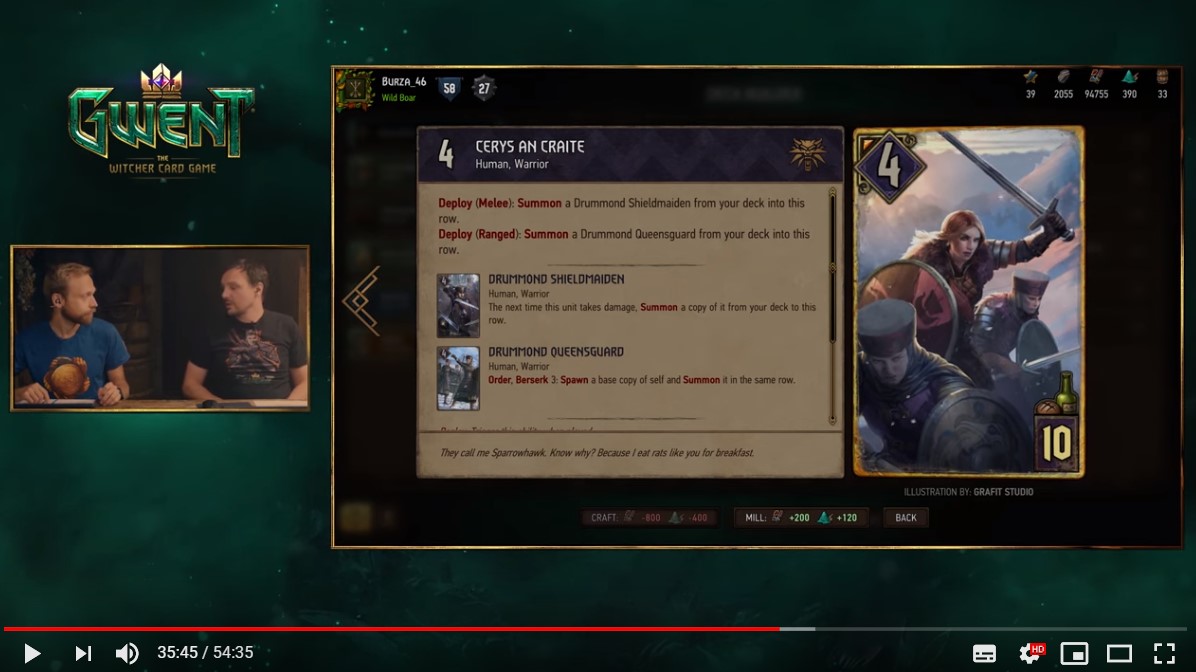 GWENT
THE
WITCHER CARD GAME
BURZA_46
Wild Boar
58
27
39
2055
94755
390
33
4
CERYS AN CRAITE
Human, Warrior
Deploy (Melee): Summon a Drummond Shieldmaiden from your deck into this
row.
Deploy (Ranged): Summon a Drummond Queensguard from your deck into this
row.
DRUMMOND SHIELDMAIDEN
Human, Warrior
The next time this unit takes damage, Summon a copy of it from your deck to this
row.
DRUMMOND QUEENSGUARD
Human, Warrior
Order, Berserk 3: Spawn a base copy of self and Summon it in the same row.
They call me Sparrowhawk. Know why? Because I eat rats like you for breakfast.
4
10
ILLUSTRATION BY: GRAFIT STUDIO
CRAFT: -800 -400
MILL: +200 +120
BACK
35:45 / 54:35
HD